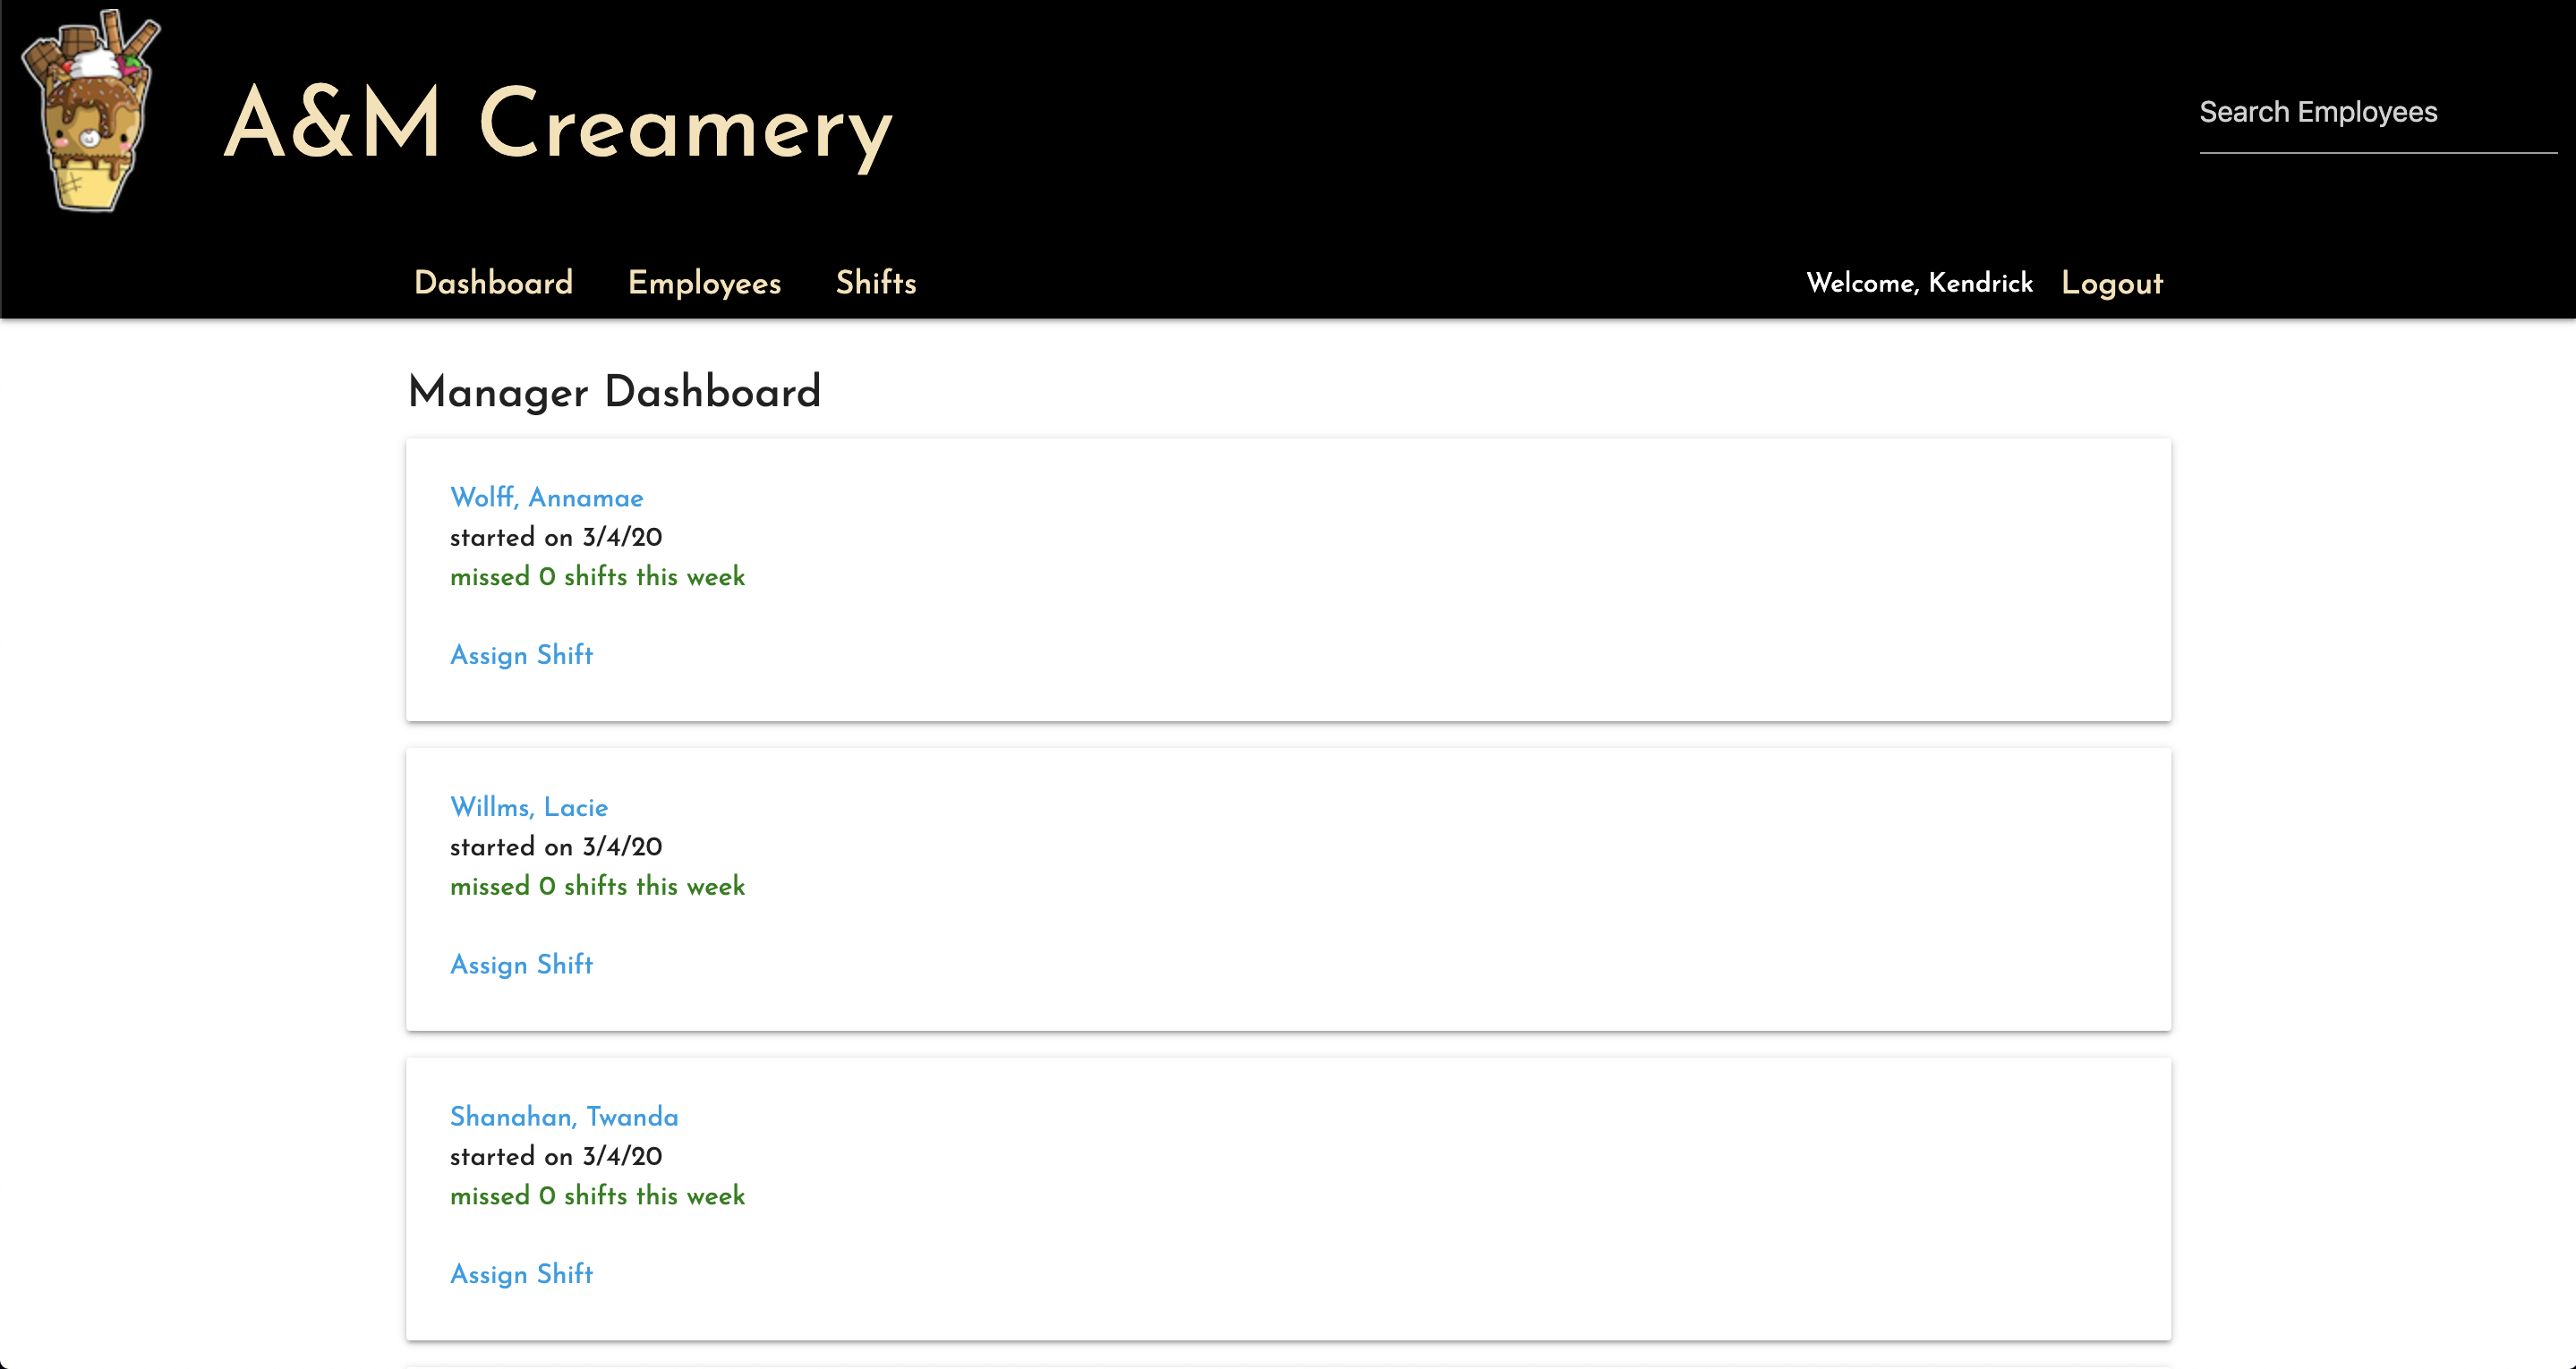 A&M Creamery
Search Employees
Dashboard Employees Shifts Welcome, Kendrick Logout
Manager Dashboard
Wolff, Annamae
started on 3/4/20
missed 0 shifts this week
Assign Shift
Willms, Lacie
started on 3/4/20
missed 0 shifts this week
Assign Shift
Shanahan, Twanda
started on 3/4/20
missed 0 shifts this week
Assign Shift